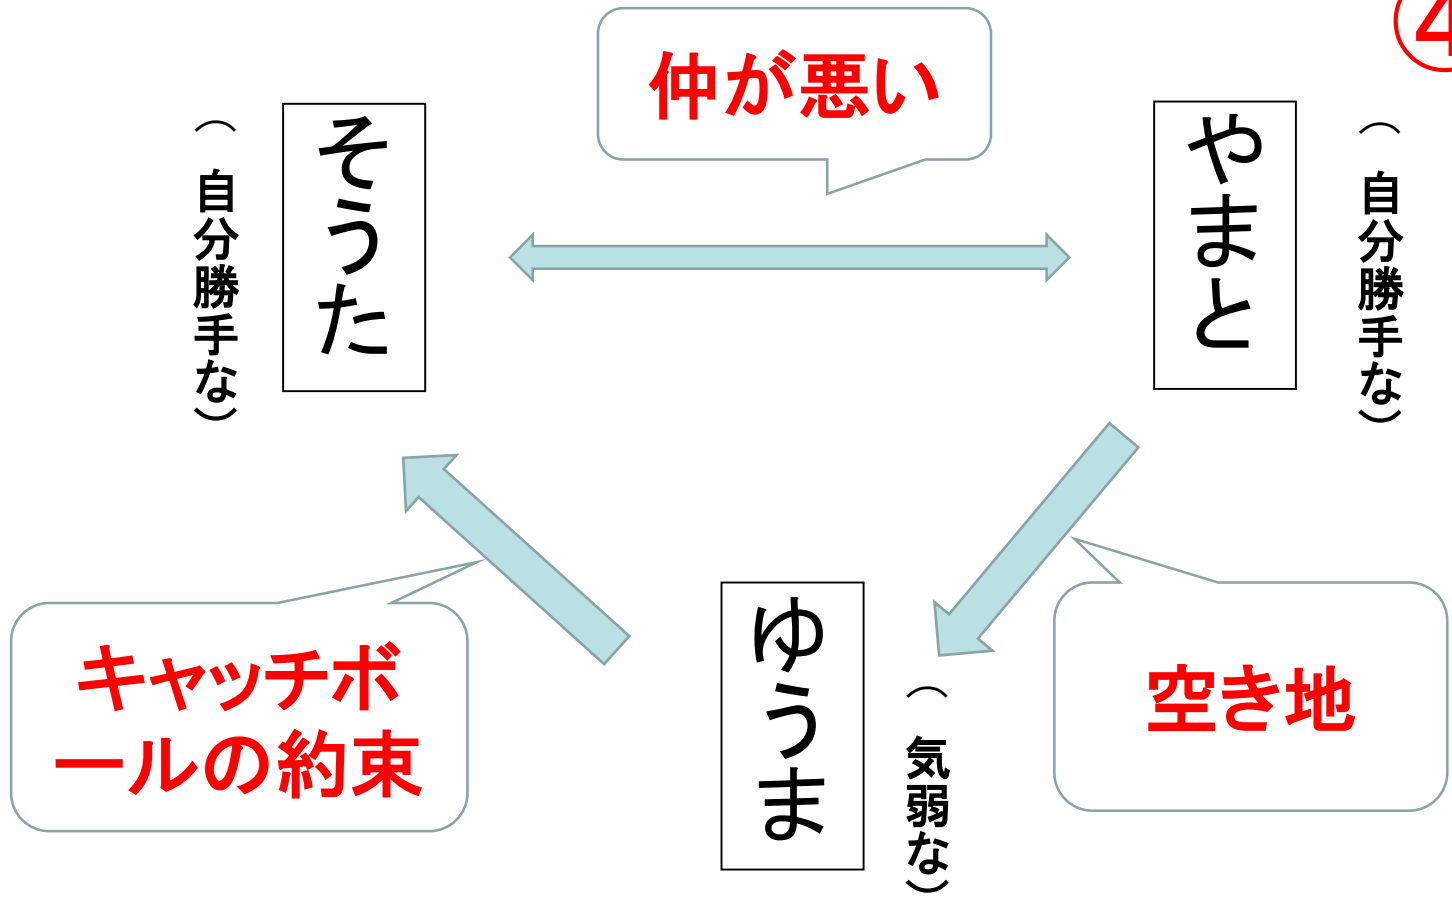 ④
仲が悪い
（ 自分勝手な）
やまと
そうた
（ 自分勝手な）
空き地
（ 気弱な）
ゆうま
キャッチボ
ールの約束